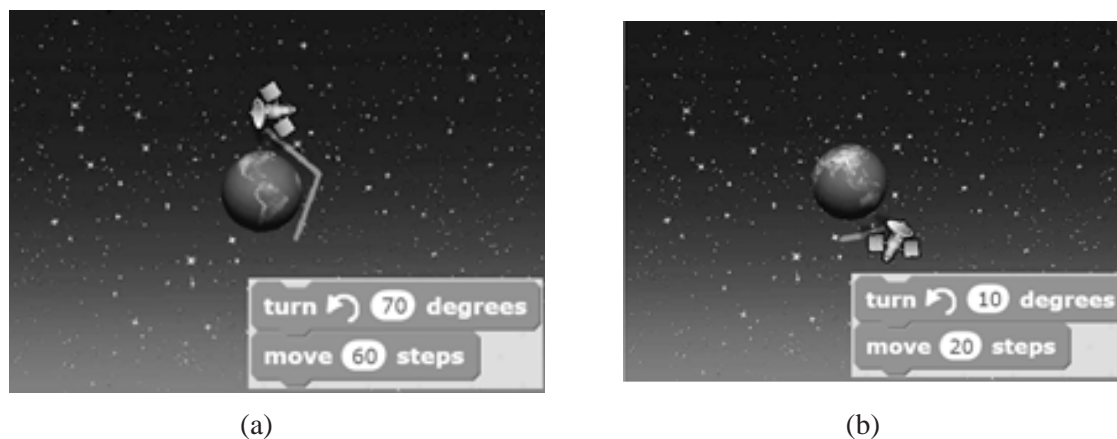 turn 70 degrees
move 60 steps
turn 10 degrees
move 20 steps
(a)
(b)